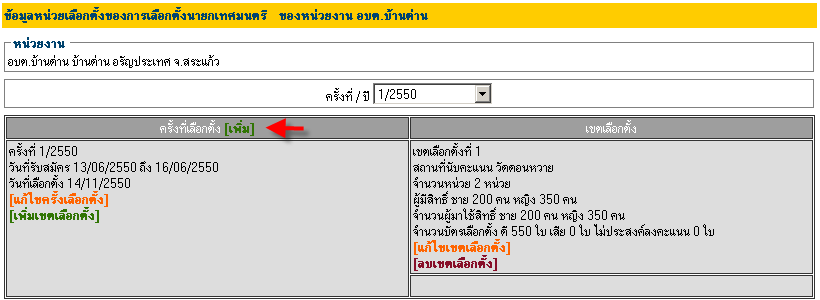 ข้อมูลหน่วยเลือกตั้งของการเลือกตั้งนายกเทศมนตรี ของหน่วยงาน อบต.บ้านด่าน
หน่วยงาน
อบต.บ้านด่าน บ้านด่าน อรัญประเทศ จ.สระแก้ว
ครั้งที่ / ปี 1/2550
ครั้งที่เลือกตั้ง [เพิ่ม]
ครั้งที่ 1/2550
วันที่รับสมัคร 13/06/2550 ถึง 16/06/2550
วันที่เลือกตั้ง 14/11/2550
[แก้ไขครั้งเลือกตั้ง]
[เพิ่มเขตเลือกตั้ง]
เขตเลือกตั้ง
เขตเลือกตั้งที่ 1
สถานที่นับคะแนน วัดดอนหวาย
จำนวนหน่วย 2 หน่วย
ผู้มีสิทธิ์ ชาย 200 คน หญิง 350 คน
จำนวนผู้มาใช้สิทธิ์ ชาย 200 คน หญิง 350 คน
จำนวนบัตรเลือกตั้ง ดี 550 ใบ เสีย 0 ใบ ไม่ประสงค์ลงคะแนน 0 ใบ
[แก้ไขเขตเลือกตั้ง]
[ลบเขตเลือกตั้ง]